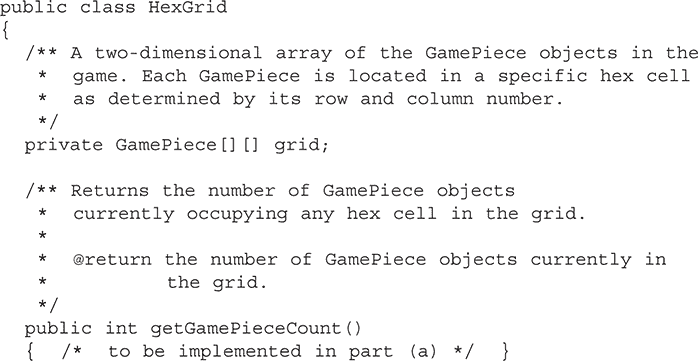 public class HexGrid
{
  /** A two-dimensional array of the GamePiece objects in the
   *  game. Each GamePiece is located in a specific hex cell
   *  as determined by its row and column number.
   */
  private GamePiece[][] grid;

  /** Returns the number of GamePiece objects
   *  currently occupying any hex cell in the grid.
   *
   *  @return the number of GamePiece objects currently in
   *          the grid.
   */
  public int getGamePieceCount()
  {  /*  to be implemented in part (a) */  }